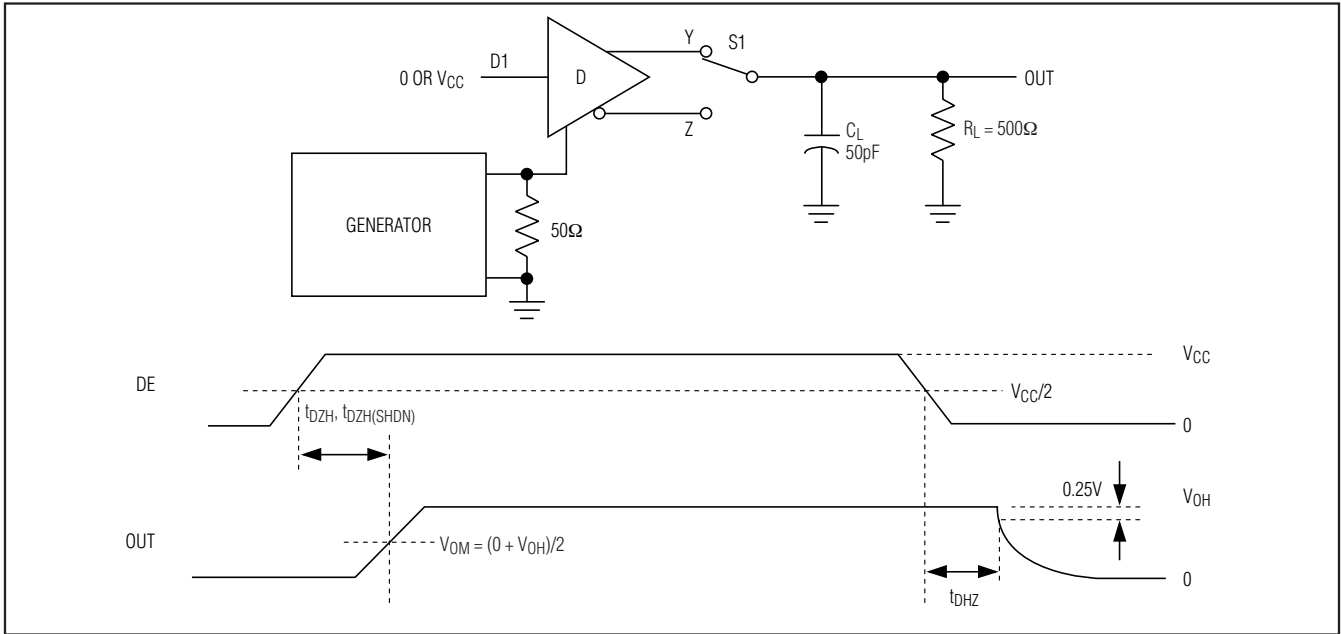 Y
S1
D1
0 OR VCC
D
OUT
Z
CL
50pF
RL = 500Ω
GENERATOR
50Ω
VCC
DE
VCC/2
tDZH, tDZH(SHDN)
0
0.25V
VOH
OUT
VOM = (0 + VOH)/2
0
tDHZ